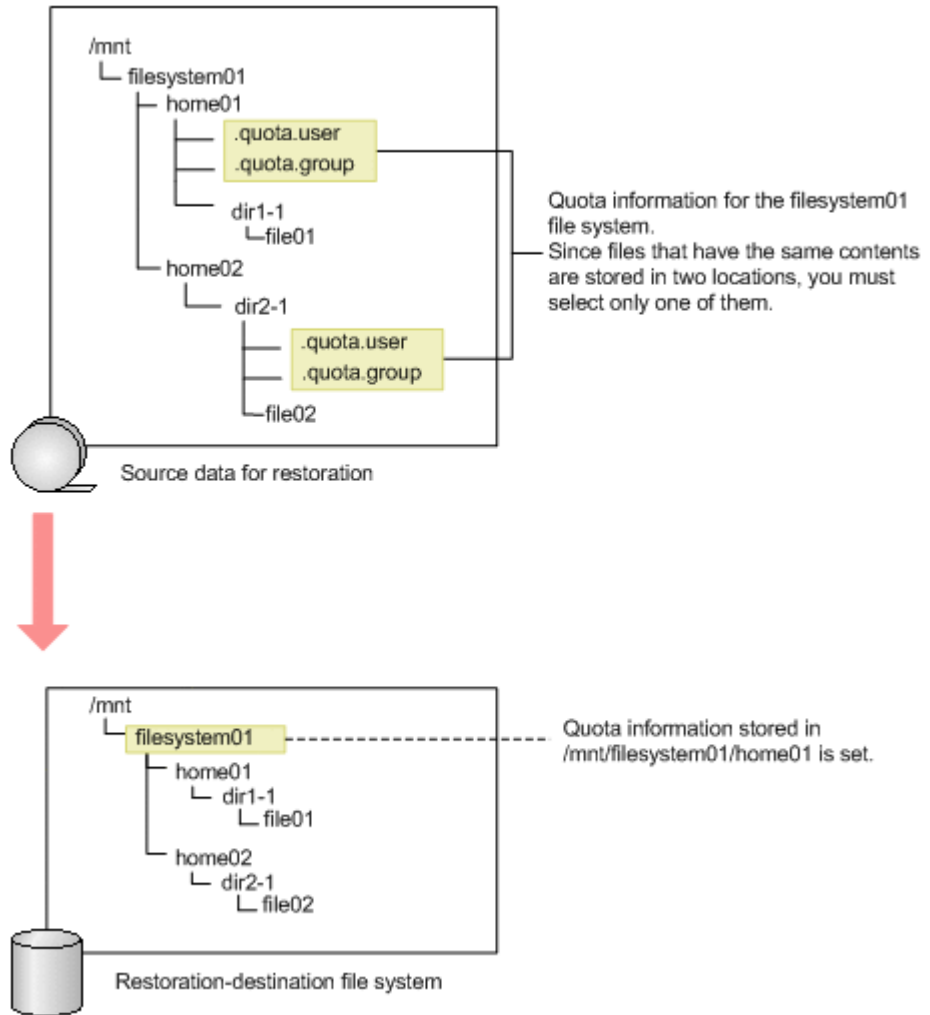 /mnt
filesystem01
home01
.quota.user
.quota.group
dir1-1
file01
home02
dir2-1
.quota.user
.quota.group
file02
Quota information for the filesystem01
file system.
Since files that have the same contents
are stored in two locations, you must
select only one of them.
Source data for restoration
/mnt
filesystem01
home01
dir1-1
file01
home02
dir2-1
file02
Quota information stored in
/mnt/filesystem01/home01 is set.
Restoration-destination file system